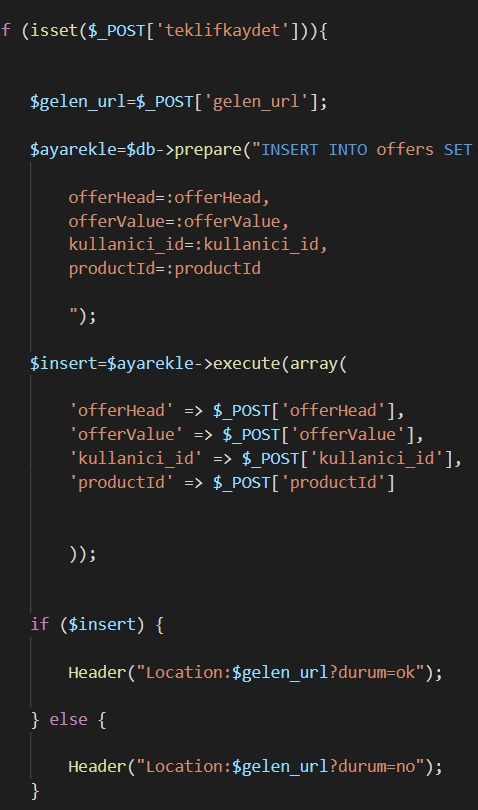 f (isset($_POST['teklifkaydet'])){
$gelen_url=$_POST['gelen_url'];
$ayarekle=$db->prepare("INSERT INTO offers SET
offerHead=:offerHead,
offerValue=:offerValue,
kullanici_id=:kullanici_id,
productId=:productId
");
$insert=$ayarekle->execute(array(
'offerHead' => $_POST['offerHead'],
'offerValue' => $_POST['offerValue'],
'kullanici_id' => $_POST['kullanici_id'],
'productId' => $_POST['productId']
));
if ($insert) {
Header("Location:$gelen_url?durum=ok");
} else {
Header("Location:$gelen_url?durum=no");
}